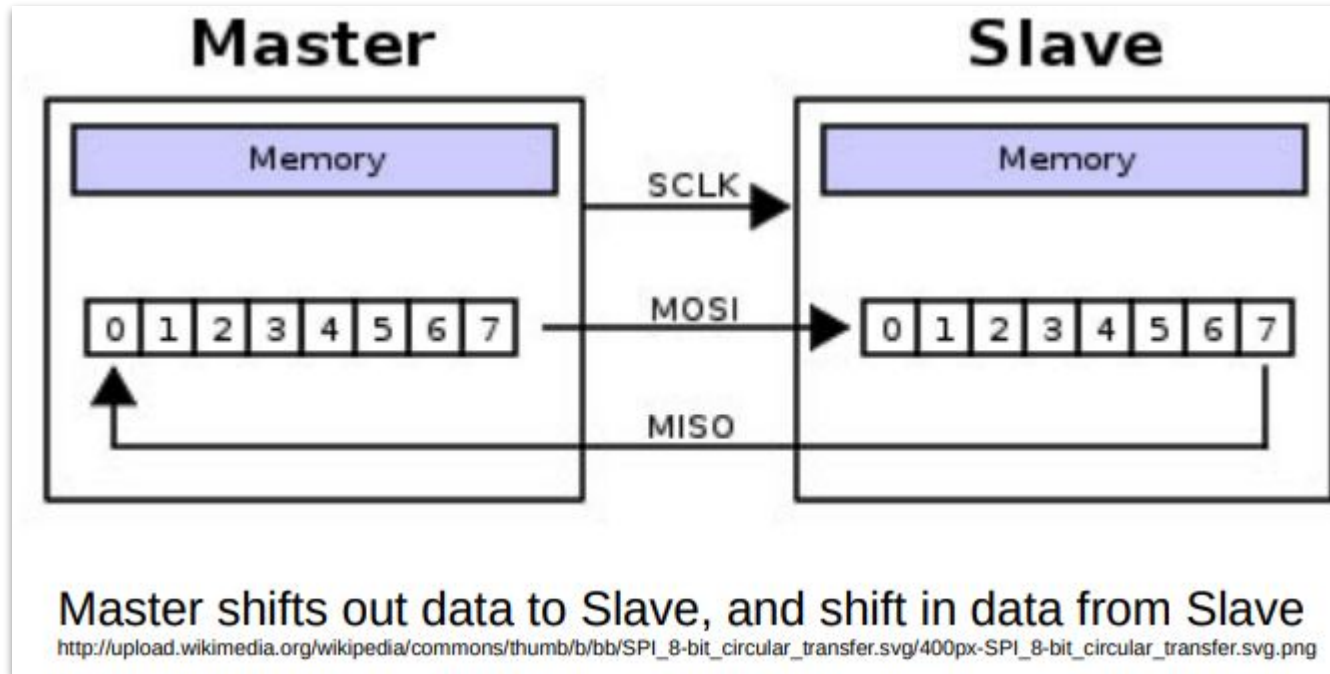 Master
Slave
Memory
Memory
SCLK
0 1 2 3 4 5 6 7
MOSI
0 1 2 3 4 5 6 7
MISO
Master shifts out data to Slave, and shift in data from Slave
http://upload.wikimedia.org/wikipedia/commons/thumb/b/bb/SPI_8-bit_circular_transfer.svg/400px-SPI_8-bit_circular_transfer.svg.png